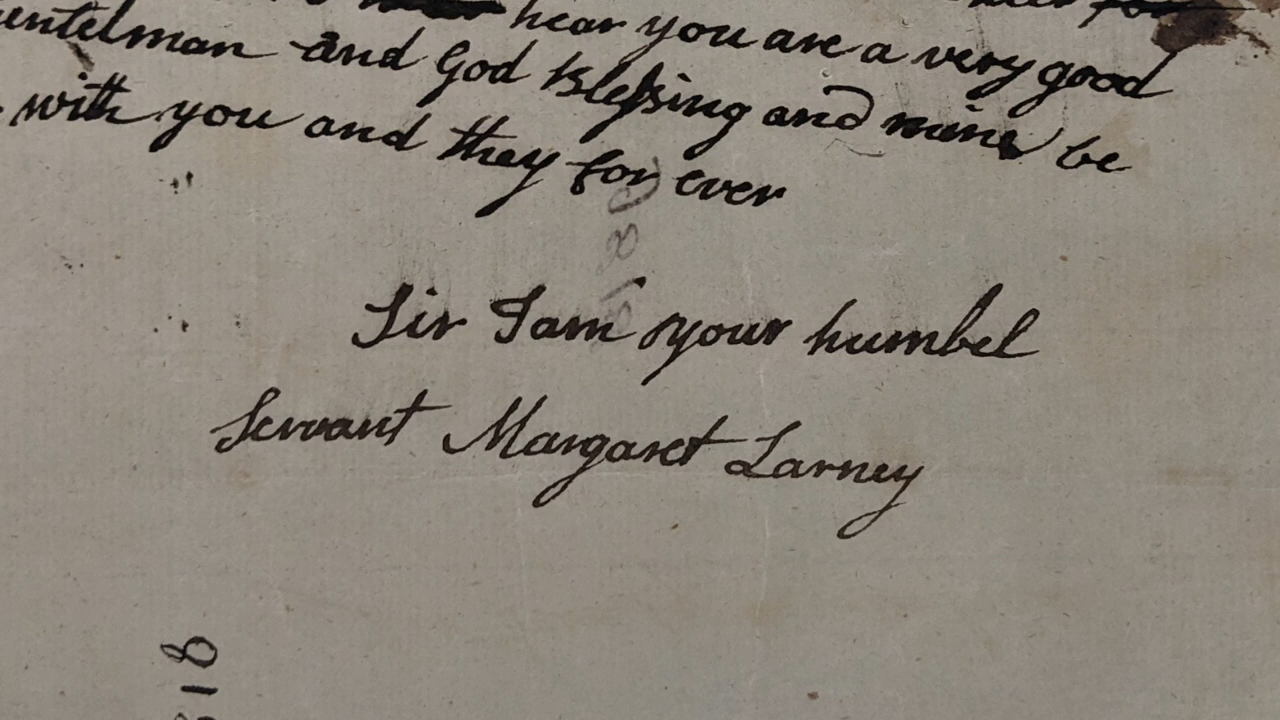 hear you are a very good
gentelman and God Blessing and mine be
with you and they for ever
Sir I am your humbel
Servant Margaret Larney